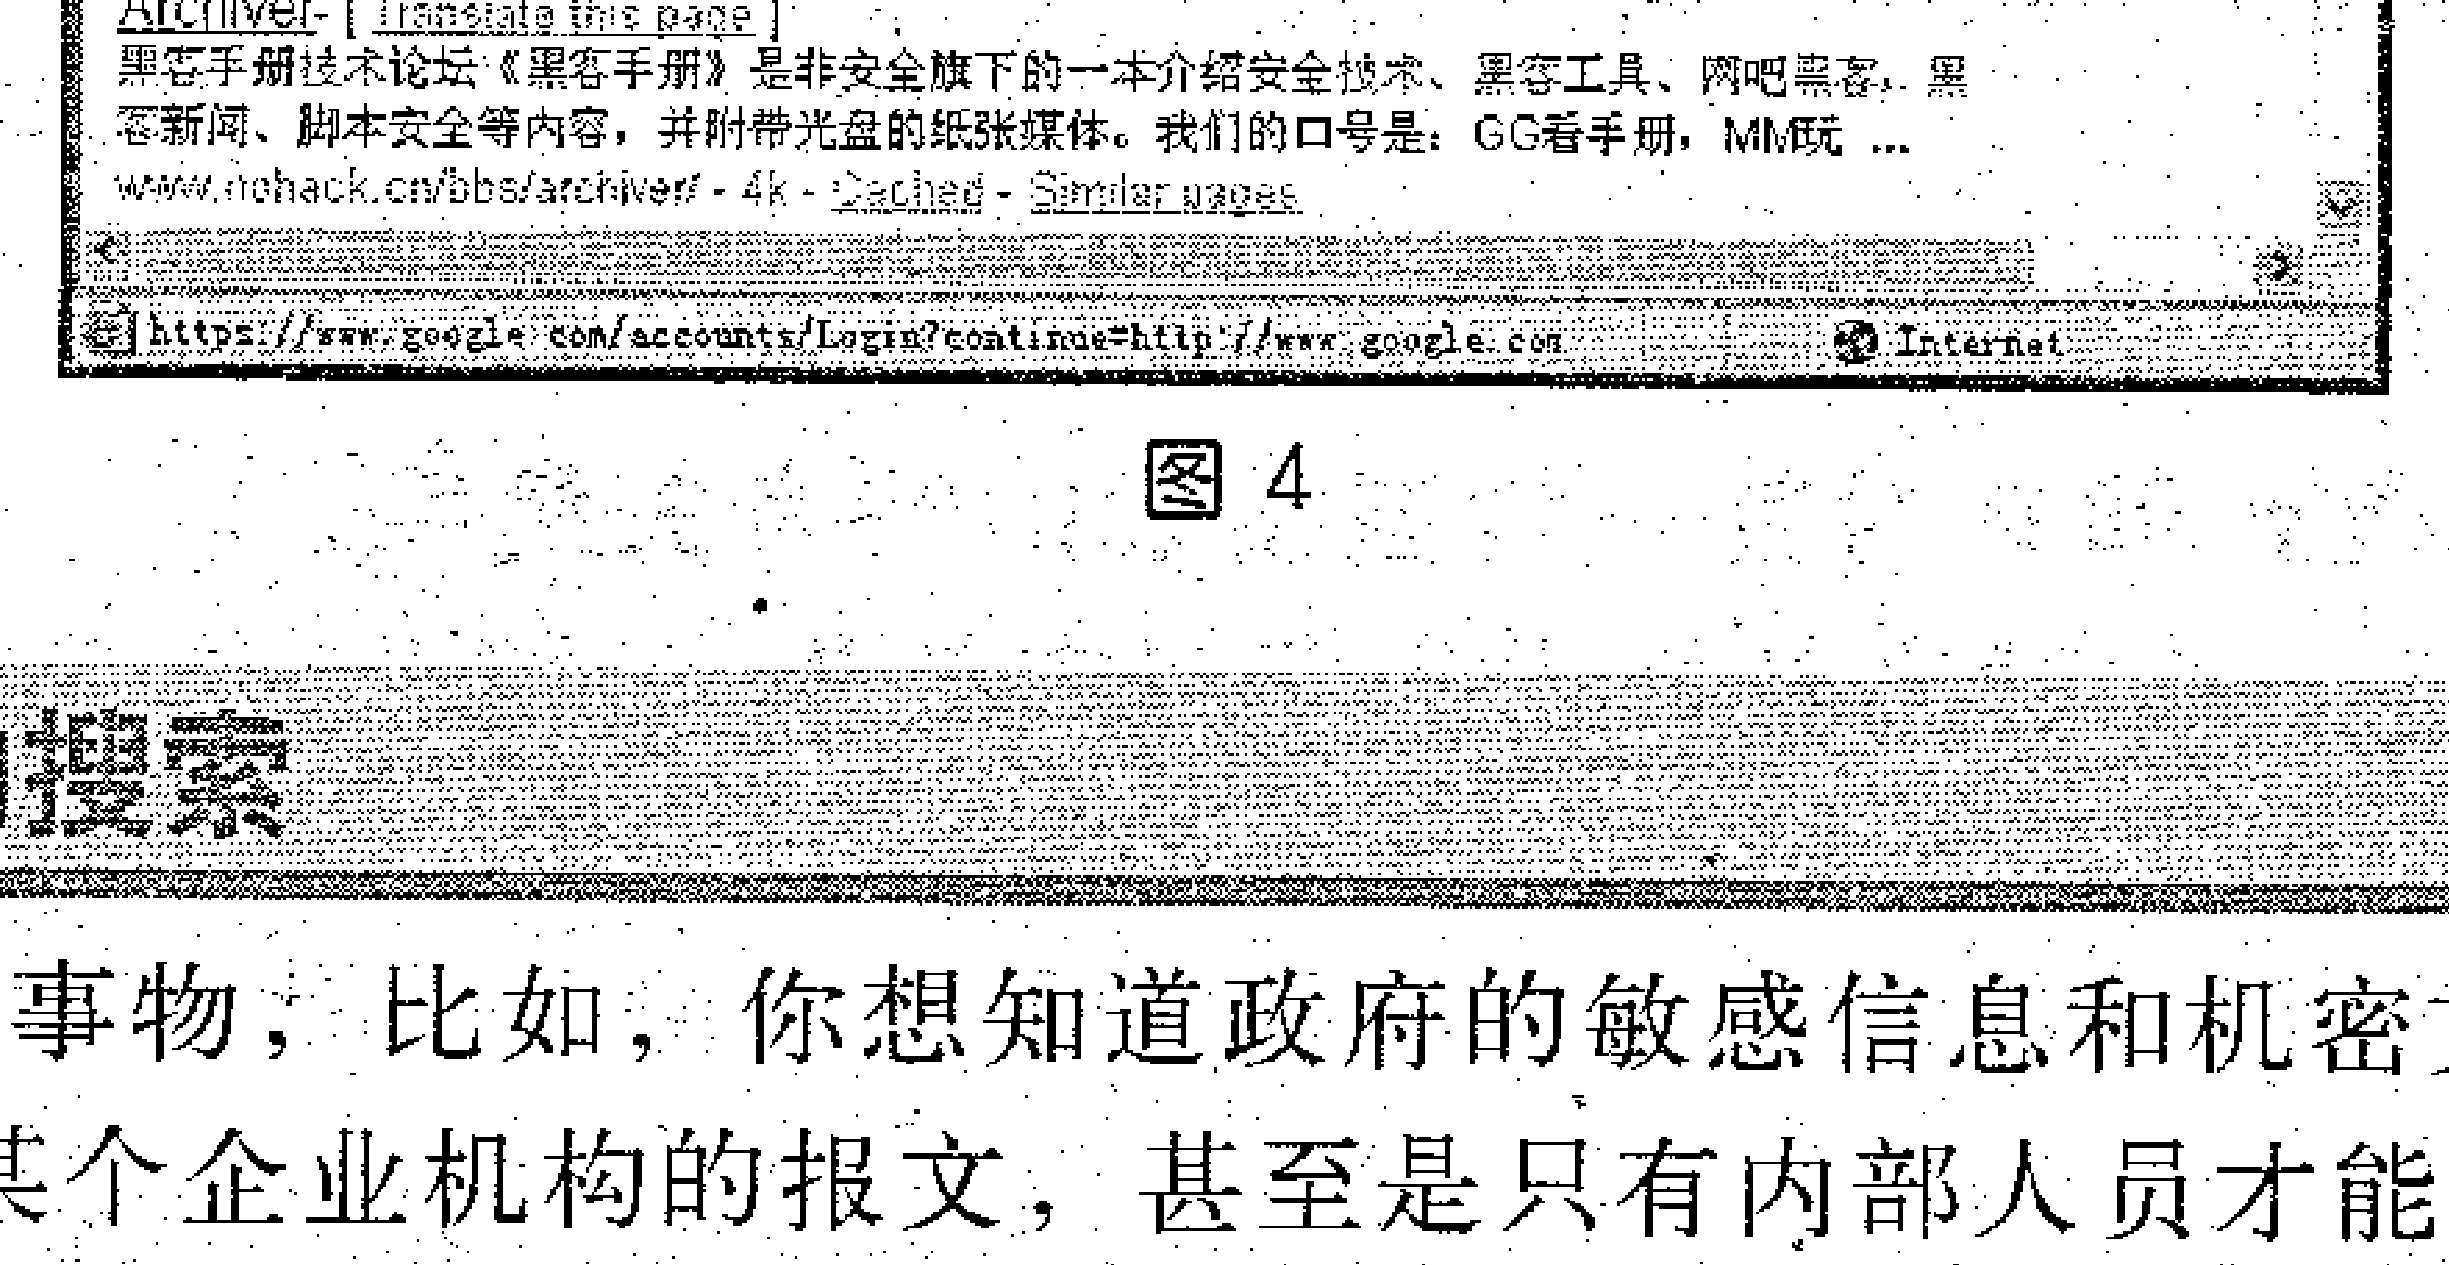 Archiver- [ Translate this page ]
黑客手册技术论坛《黑客手册》是非安全旗下的一本介绍安全技术、黑客工具、网吧黑客、黑
客新闻、脚本安全等内容，并附带光盘的纸张媒体。我们的口号是：GG看手册，MM玩 ...
www.nohack.cn/bbs/archiver/ - 4k - Cached - Similar pages
https://www.google.com/accounts/Login?continue=http://www.google.com Internet
图 4
搜索
事物，比如，你想知道政府的敏感信息和机密
某个企业机构的报文，甚至是只有内部人员才能